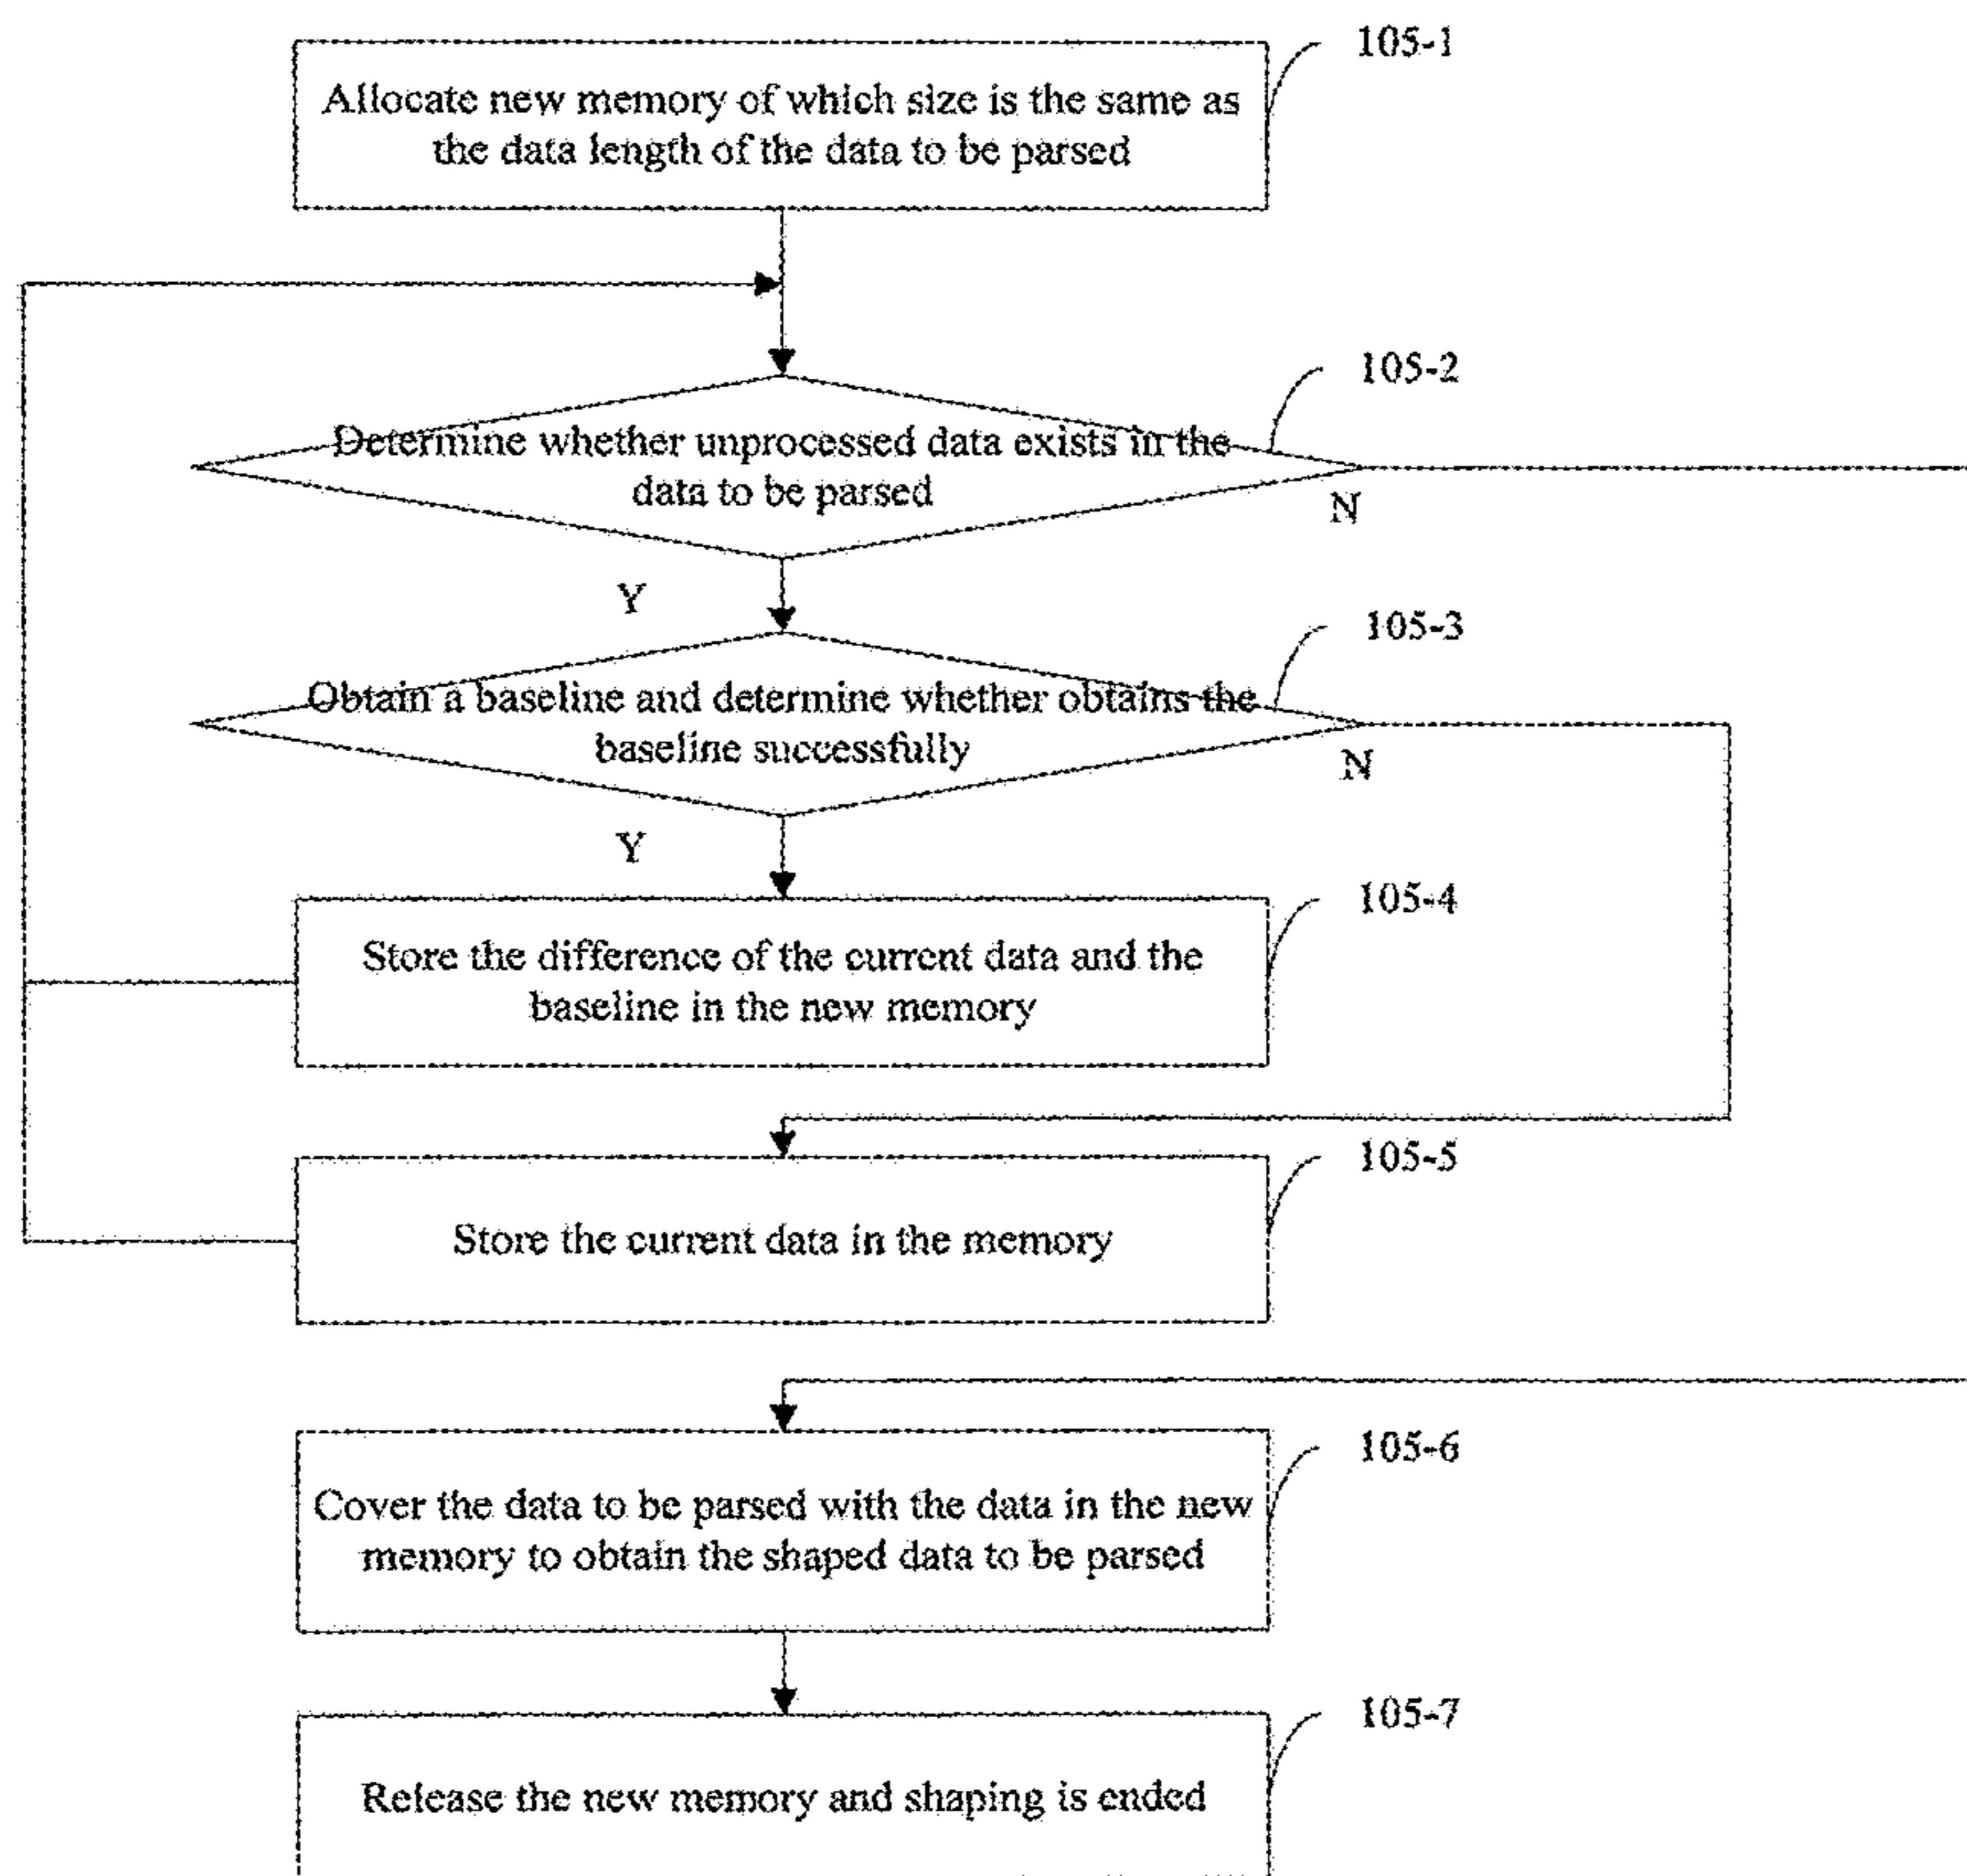 105-1
Allocate new memory of which size is the same as
the data length of the data to be parsed
105-2
Determine whether unprocessed data exists in the
data to be parsed
N
Y
105-3
Obtain a baseline and determine whether obtains the
baseline successfully
N
Y
105-4
Store the difference of the current data and the
baseline in the new memory
105-5
Store the current data in the memory
105-6
Cover the data to be parsed with the data in the new
memory to obtain the shaped data to be parsed
105-7
Release the new memory and shaping is ended